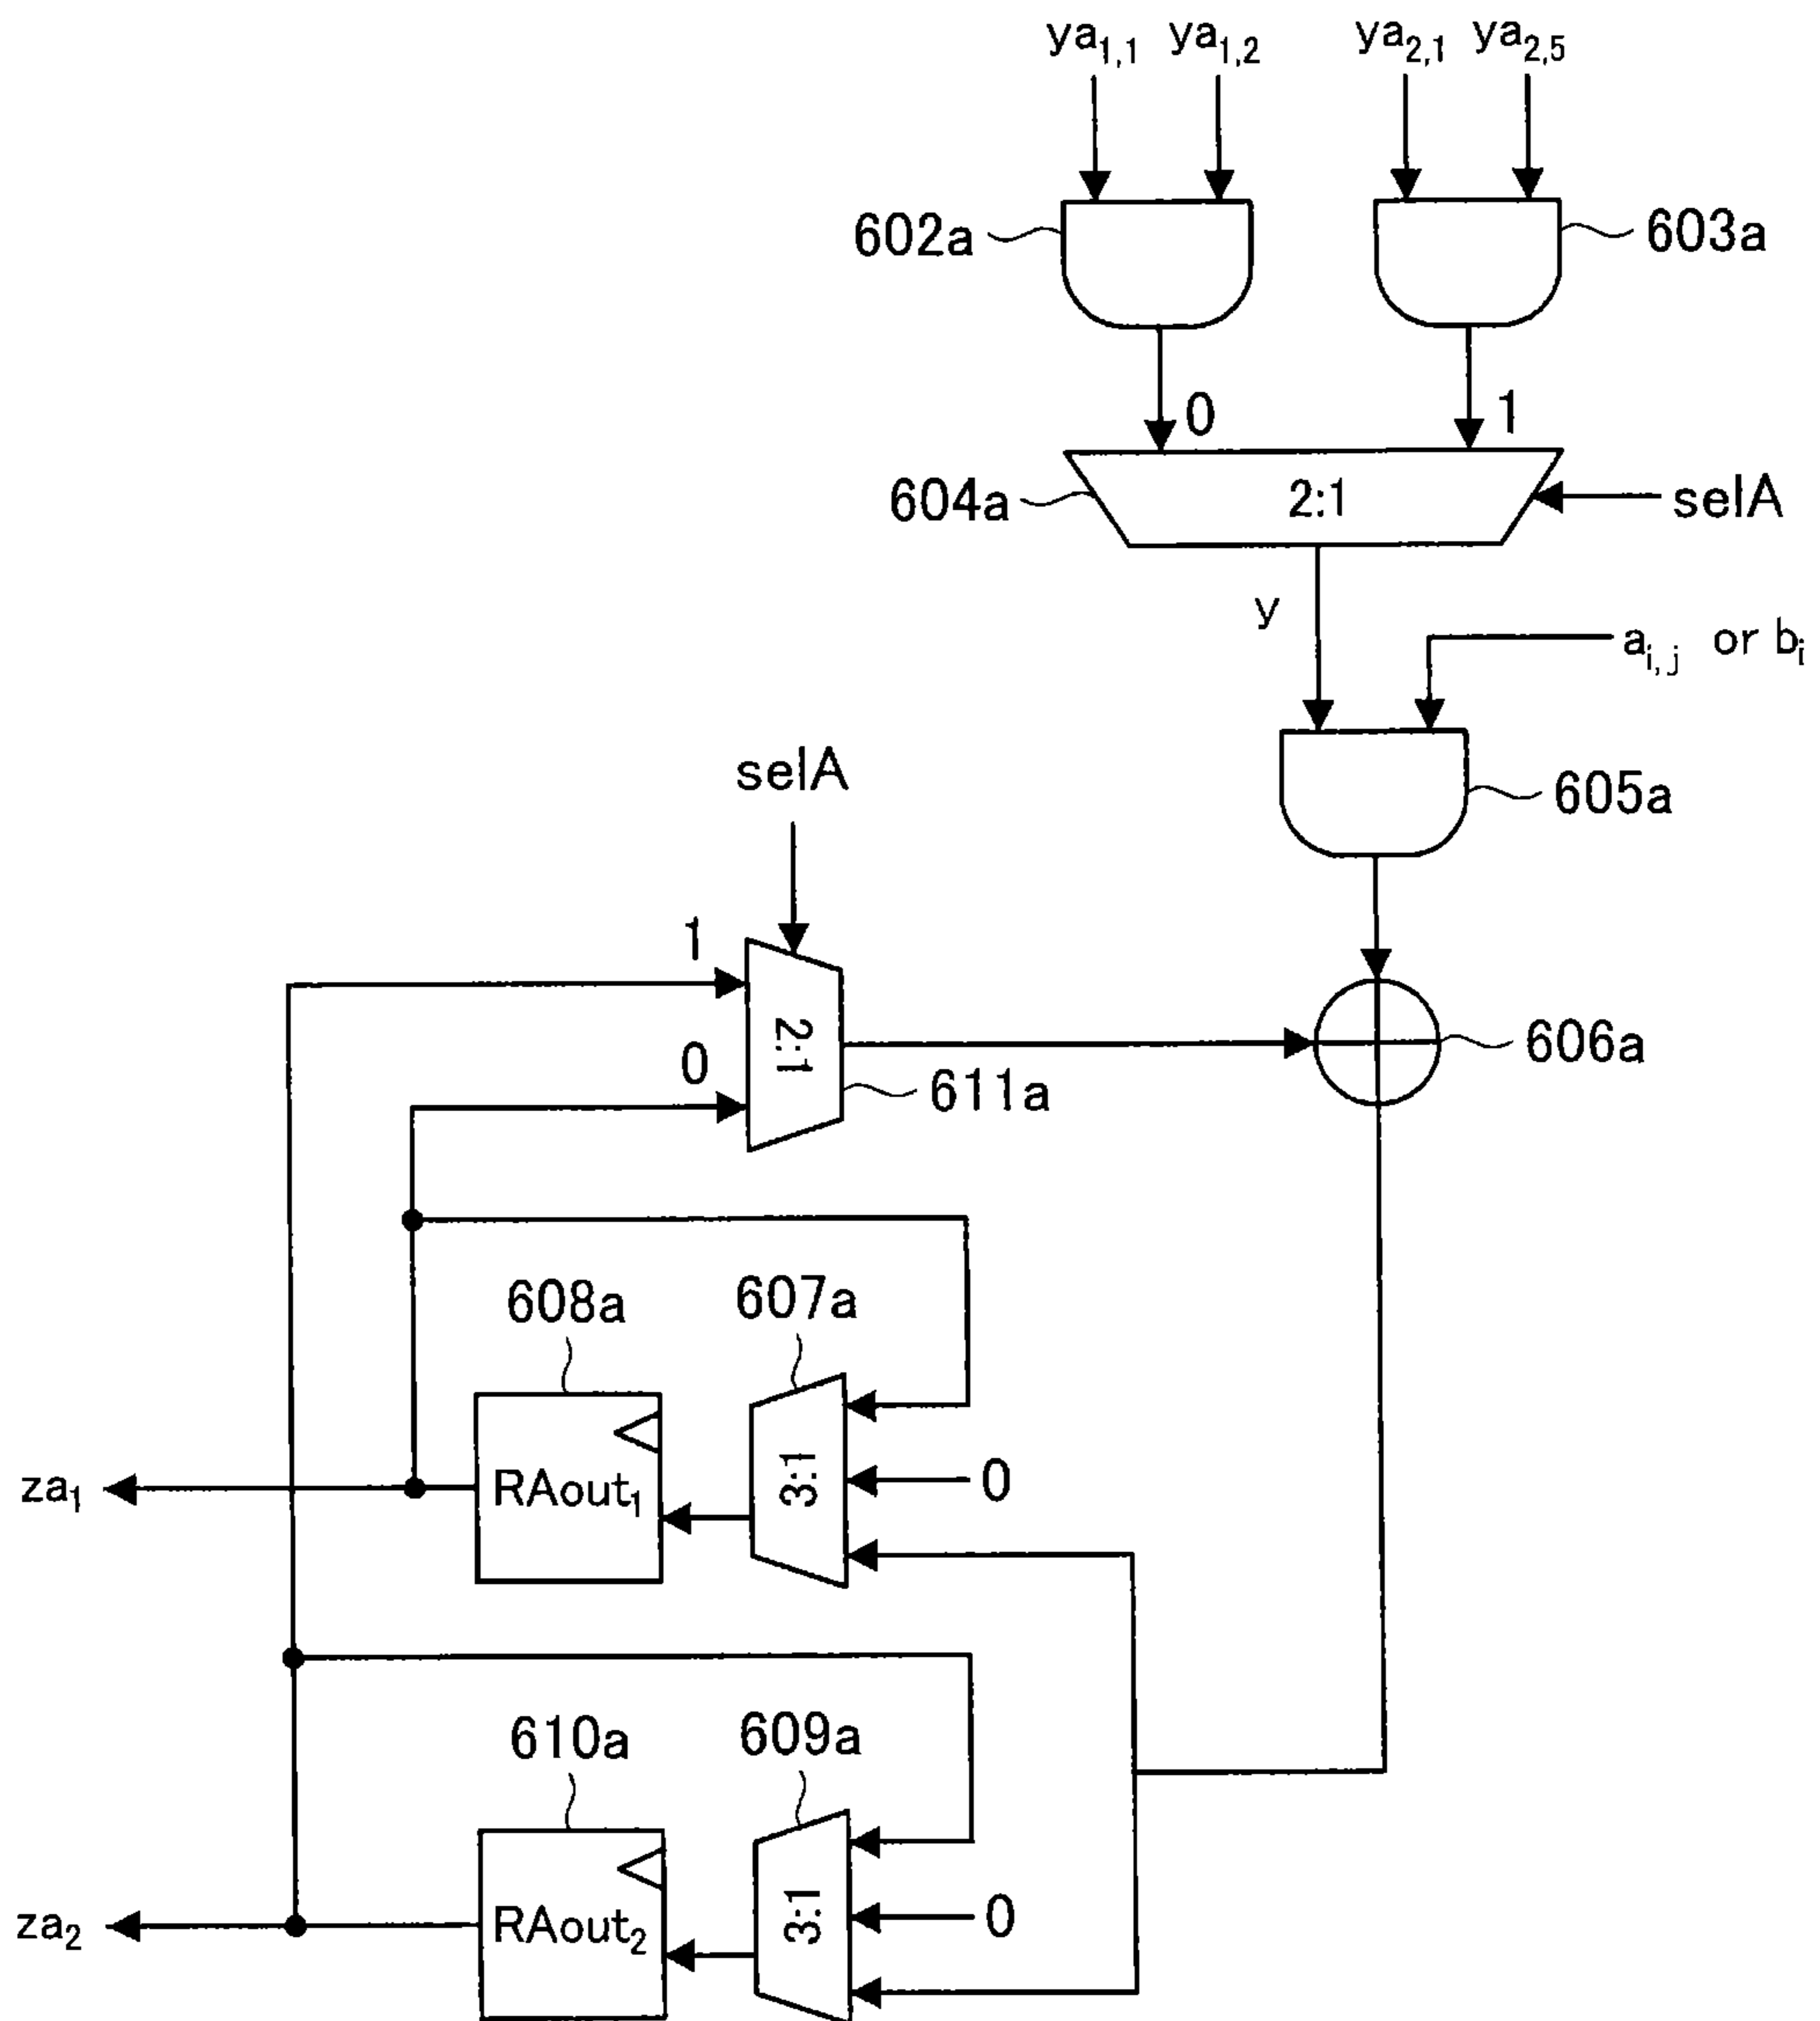 ya1,1 ya1,2 ya2,1 ya2,5
602a
603a
0
1
604a
2:1
selA
y
ai,j or bi
605a
selA
1
0
2:1
611a
606a
608a
607a
za1
RAout1
3:1
0
610a
609a
za2
RAout2
3:1
0